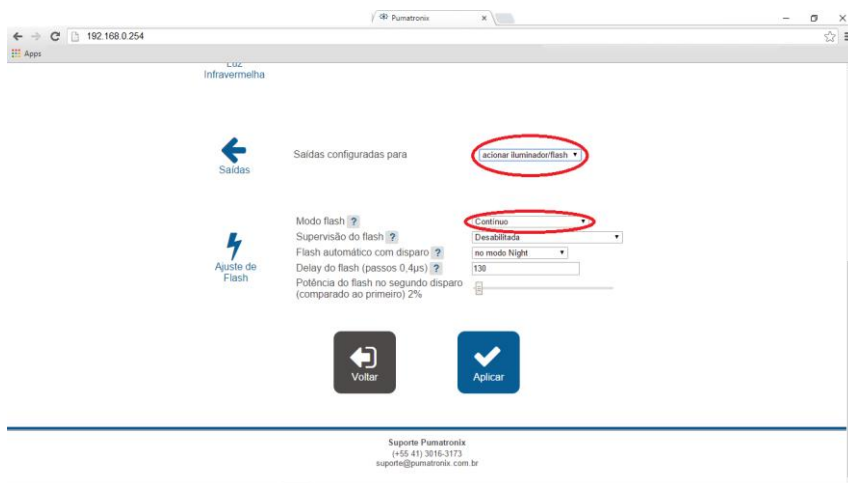 Pumatronix
192.168.0.254
Apps
Luz
Infravermelha
Saídas
Saídas configuradas para
acionar iluminador/flash
Ajuste de
Flash
Modo flash ?
Contínuo
Supervisão do flash ?
Desabilitada
Flash automático com disparo ?
no modo Night
Delay do flash (passos 0,4µs) ?
130
Potência do flash no segundo disparo
(comparado ao primeiro) 2%
Voltar
Aplicar
Suporte Pumatronix
(+55 41) 3016-3173
suporte@pumatronix.com.br